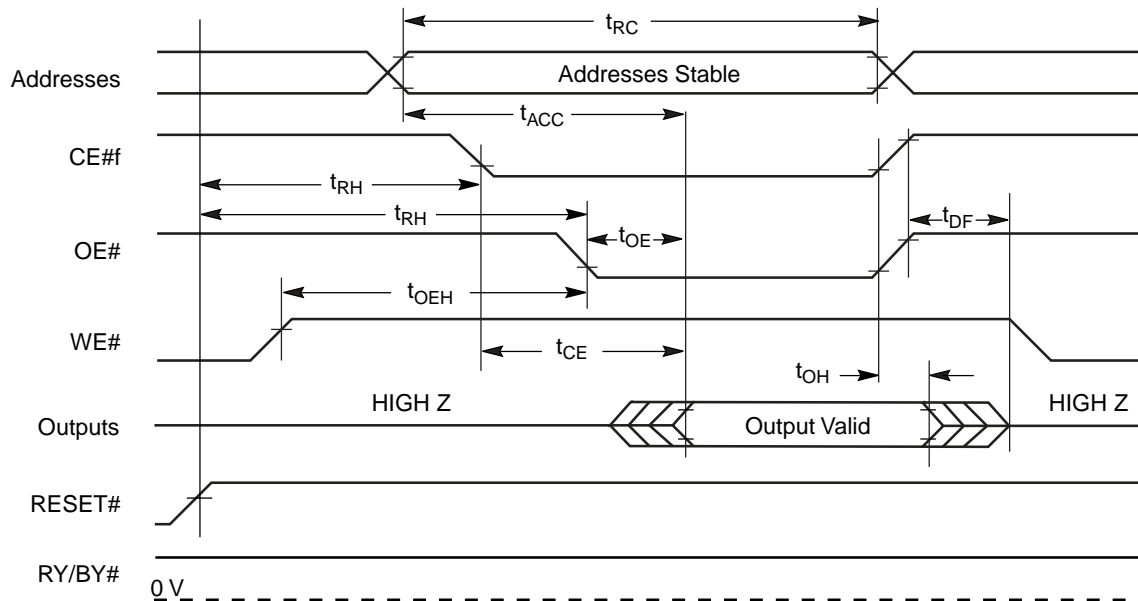 tRC
Addresses
Addresses Stable
tACC
CE#f
tRH
tRH
tOE
tDF
OE#
tOEH
WE#
tCE
tOH
HIGH Z
HIGH Z
Outputs
Output Valid
RESET#
RY/BY#
0 V